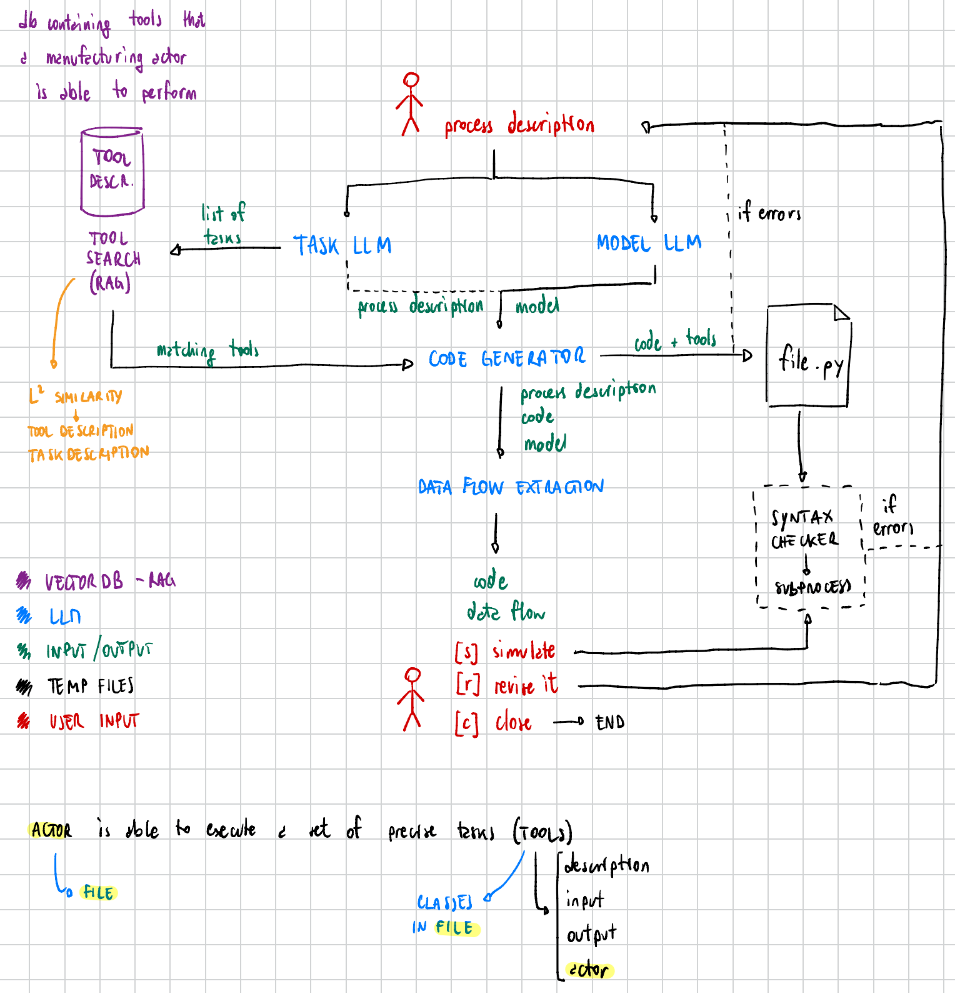 db containing tools that
a manufacturing actor
is able to perform
TOOL
DESCR.
process description
if errors
list of
tasks
TOOL
SEARCH
(RAG)
TASK LLM
MODEL LLM
process description
model
matching tools
CODE GENERATOR
code + tools
file.py
L² SIMILARITY
TOOL DESCRIPTION
TASK DESCRIPTION
process description
code
model
DATA FLOW EXTRACTION
SYNTAX
CHECKER
SUBPROCESS
if
errors
VECTOR DB - RAG
LLM
INPUT/OUTPUT
TEMP FILES
USER INPUT
code
data flow
[s] simulate
[r] revise it
[c] close
END
ACTOR is able to execute a set of precise tasks (TOOLS)
FILE
CLASSES
IN FILE
description
input
output
actor